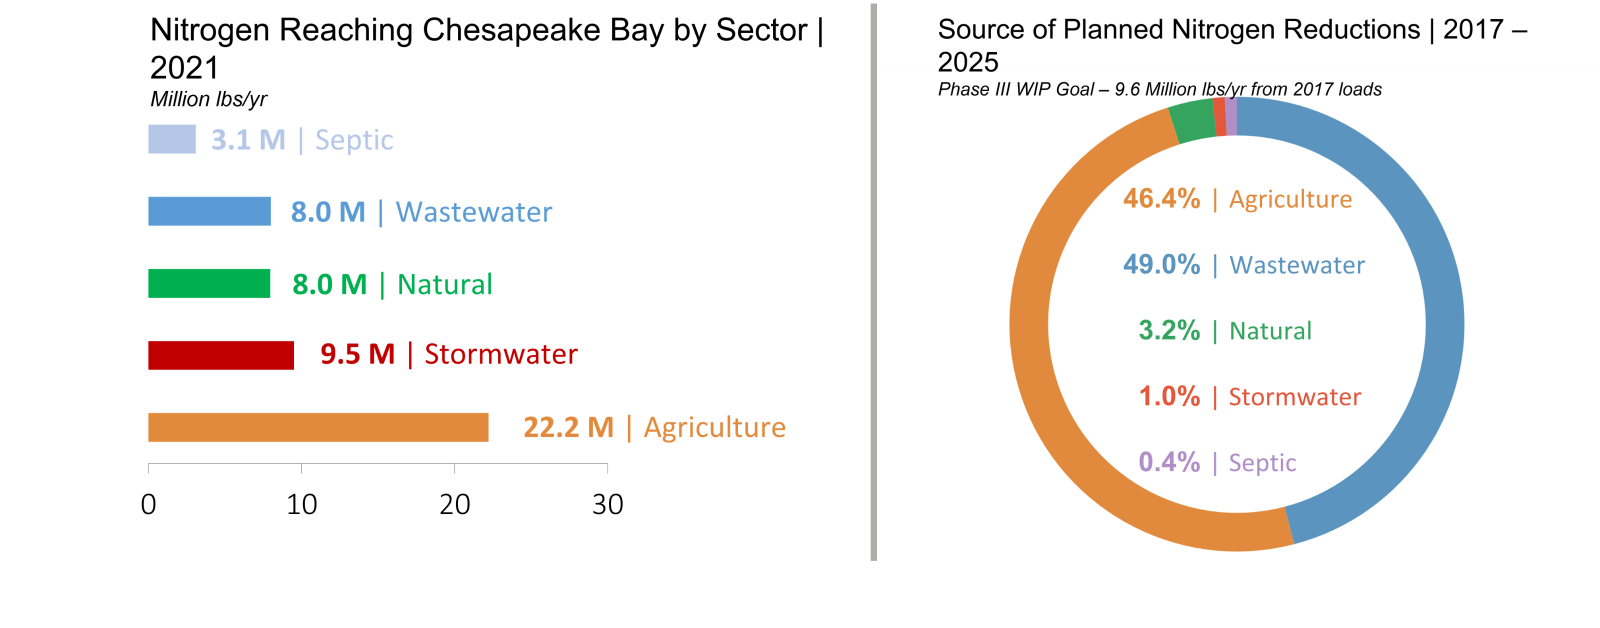 Nitrogen Reaching Chesapeake Bay by Sector |
2021
Million lbs/yr
3.1 M | Septic
8.0 M | Wastewater
8.0 M | Natural
9.5 M | Stormwater
22.2 M | Agriculture
0 10 20 30
Source of Planned Nitrogen Reductions | 2017 –
2025
Phase III WIP Goal – 9.6 Million lbs/yr from 2017 loads
46.4% | Agriculture
49.0% | Wastewater
3.2% | Natural
1.0% | Stormwater
0.4% | Septic